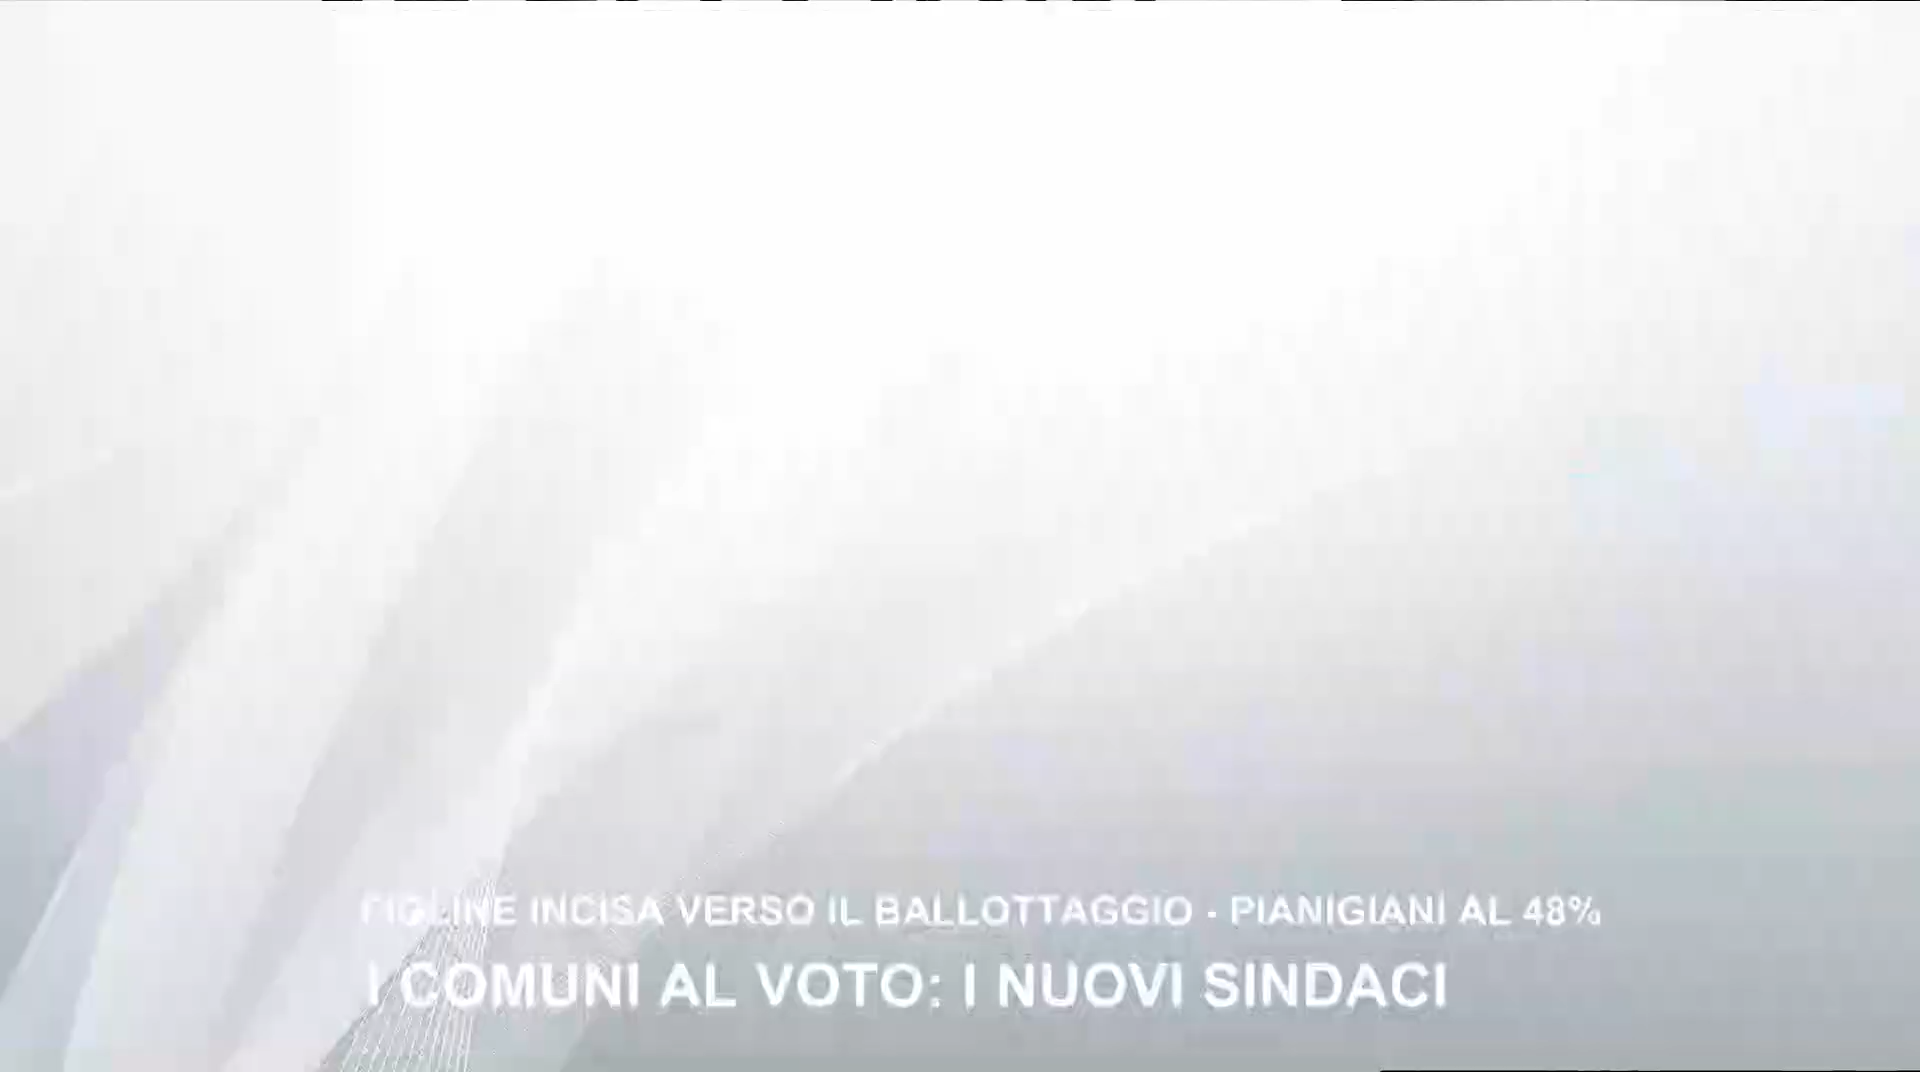 FIGLINE INCISA VERSO IL BALLOTTAGGIO - PIANIGIANI AL 48%
I COMUNI AL VOTO: I NUOVI SINDACI